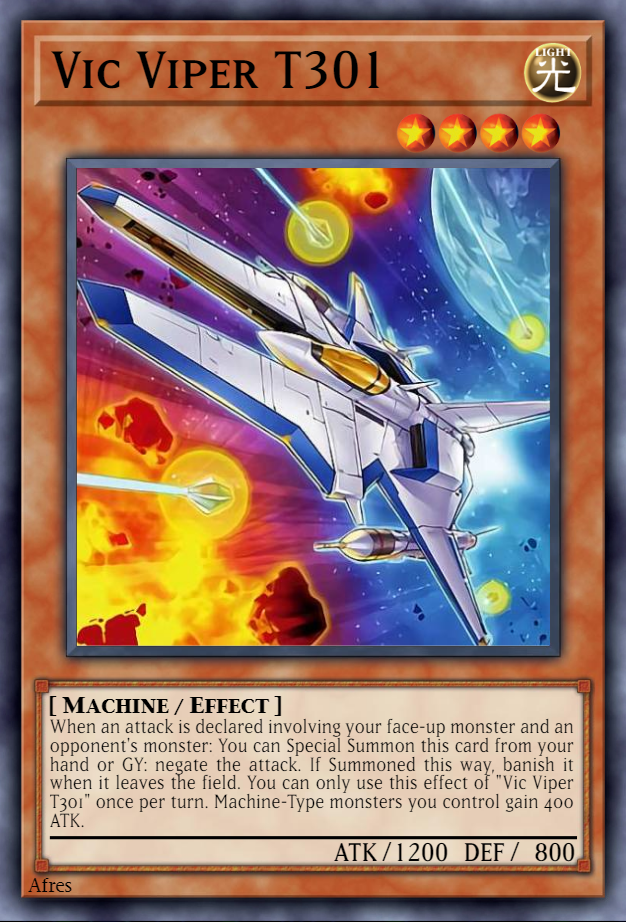 Vic Viper T301
LIGHT
光
[ Machine / Effect ]
When an attack is declared involving your face-up monster and an
opponent's monster: You can Special Summon this card from your
hand or GY: negate the attack. If Summoned this way, banish it
when it leaves the field. You can only use this effect of "Vic Viper
T301" once per turn. Machine-Type monsters you control gain 400
ATK.
ATK/1200 DEF/ 800
Afres